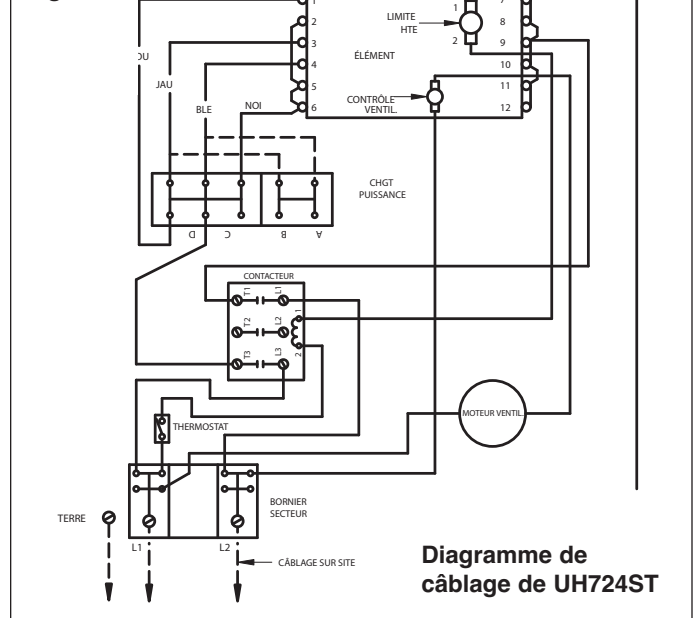 1
7
2
8
3
9
4
10
5
11
6
12
1
2
LIMITE
HTE
ÉLÉMENT
OU
JAU
BLE
NOI
CONTRÔLE
VENTIL.
CHGT
PUISSANCE
D
C
B
A
CONTACTEUR
T1
L1
T2
L2
T3
L3
1
2
THERMOSTAT
MOTEUR VENTIL.
BORNIER
SECTEUR
TERRE
L1
L2
CÂBLAGE SUR SITE
Diagramme de
câblage de UH724ST